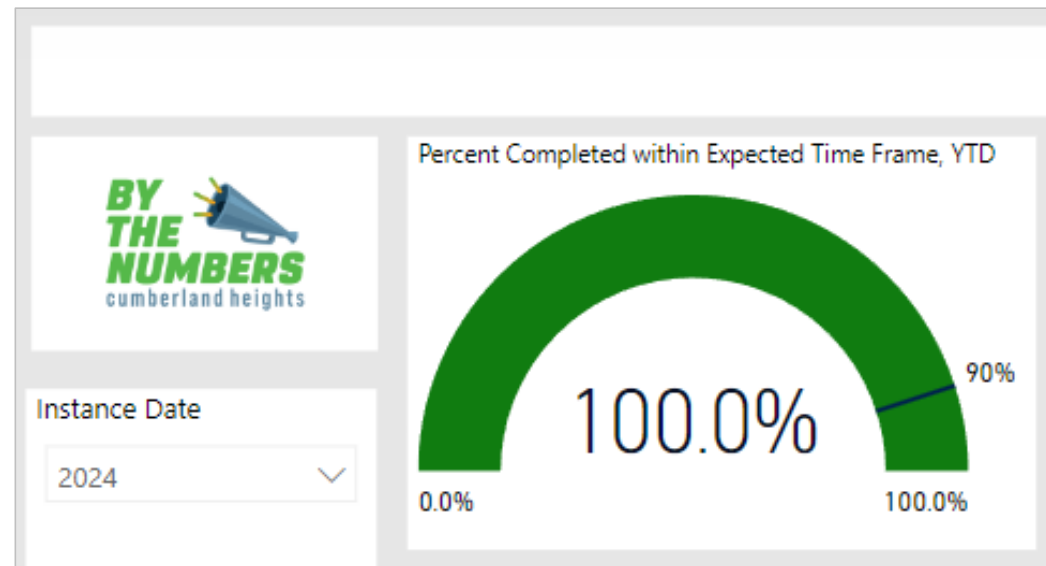 BY
THE
NUMBERS
cumberland heights
Instance Date
2024
Percent Completed within Expected Time Frame, YTD
90%
100.0%
0.0%
100.0%